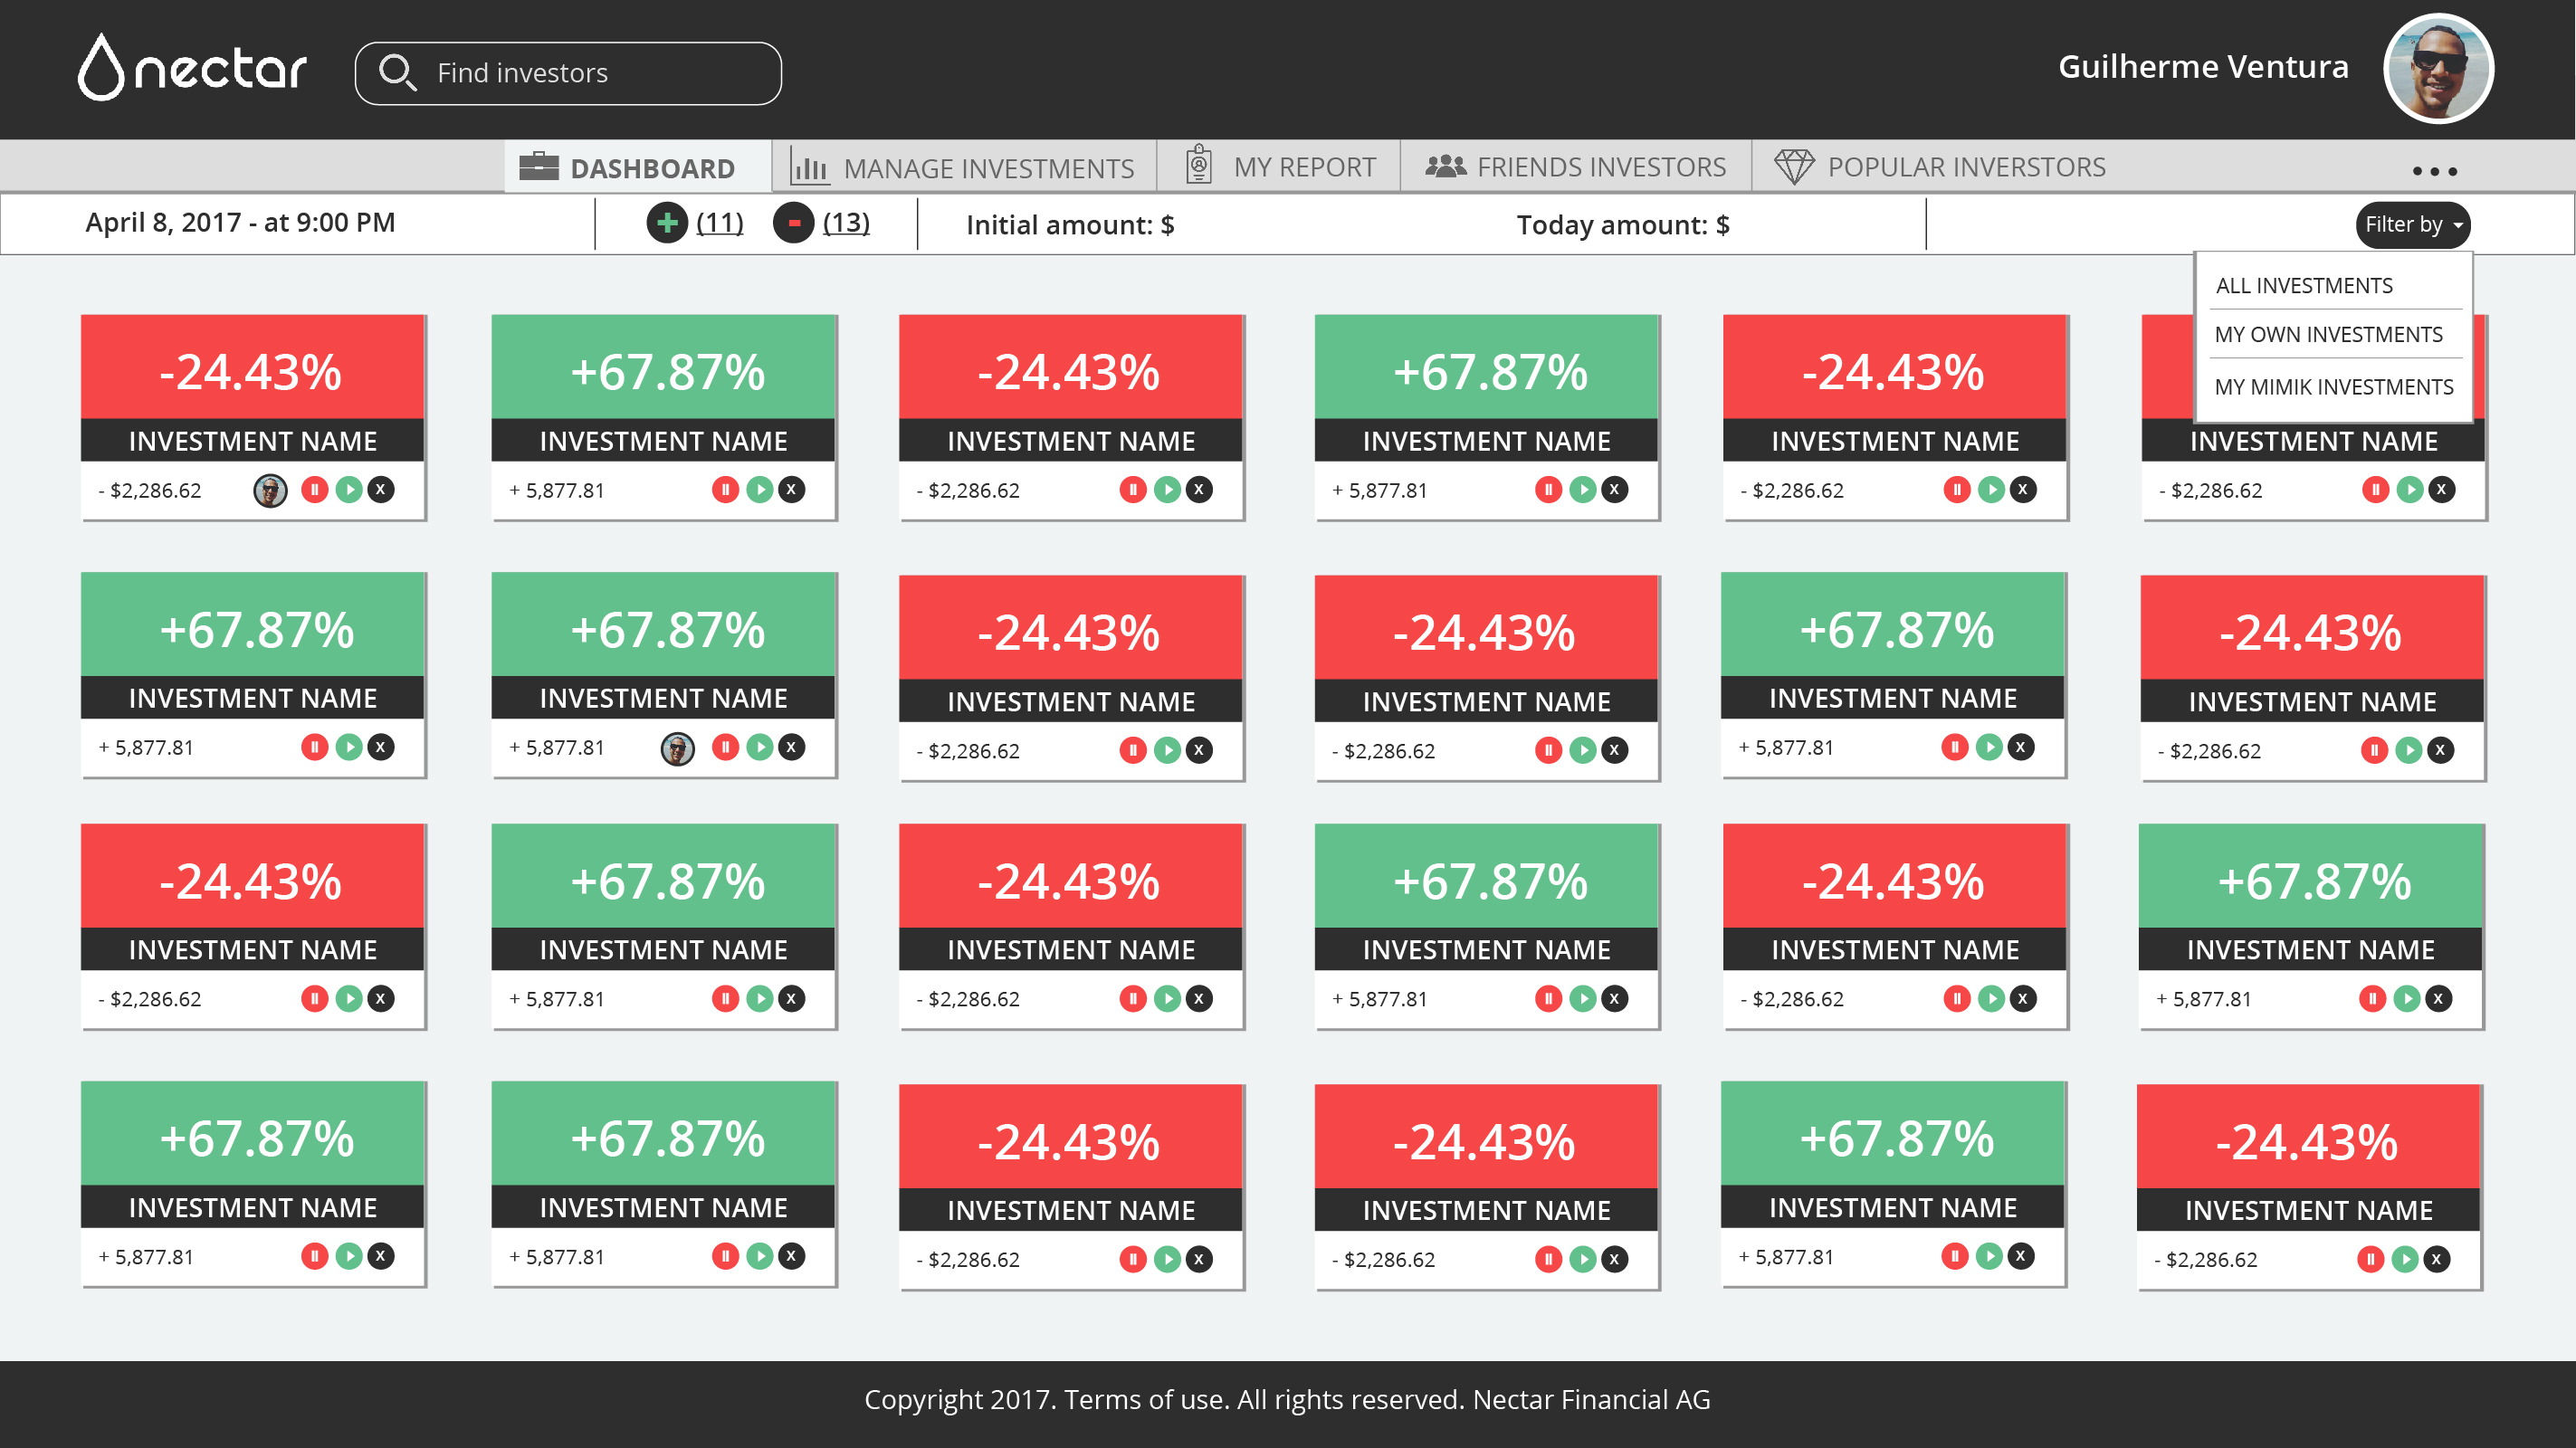 nectar
Find investors
Guilherme Ventura
DASHBOARD
MANAGE INVESTMENTS
MY REPORT
FRIENDS INVESTORS
POPULAR INVERSTORS
April 8, 2017 - at 9:00 PM
+ (11) - (13)
Initial amount: $
Today amount: $
Filter by
ALL INVESTMENTS
MY OWN INVESTMENTS
MY MIMIK INVESTMENTS
-24.43% +67.87% -24.43% +67.87% -24.43%
INVESTMENT NAME INVESTMENT NAME INVESTMENT NAME INVESTMENT NAME INVESTMENT NAME INVESTMENT NAME
- $2,286.62 X + 5,877.81 X - $2,286.62 X + 5,877.81 X - $2,286.62 X - $2,286.62 X
+67.87% +67.87% -24.43% -24.43% +67.87% -24.43%
INVESTMENT NAME INVESTMENT NAME INVESTMENT NAME INVESTMENT NAME INVESTMENT NAME INVESTMENT NAME
+ 5,877.81 X + 5,877.81 X - $2,286.62 X - $2,286.62 X + 5,877.81 X - $2,286.62 X
-24.43% +67.87% -24.43% +67.87% -24.43% +67.87%
INVESTMENT NAME INVESTMENT NAME INVESTMENT NAME INVESTMENT NAME INVESTMENT NAME INVESTMENT NAME
- $2,286.62 X + 5,877.81 X - $2,286.62 X + 5,877.81 X - $2,286.62 X + 5,877.81 X
+67.87% +67.87% -24.43% -24.43% +67.87% -24.43%
INVESTMENT NAME INVESTMENT NAME INVESTMENT NAME INVESTMENT NAME INVESTMENT NAME INVESTMENT NAME
+ 5,877.81 X + 5,877.81 X - $2,286.62 X - $2,286.62 X + 5,877.81 X - $2,286.62 X
Copyright 2017. Terms of use. All rights reserved. Nectar Financial AG